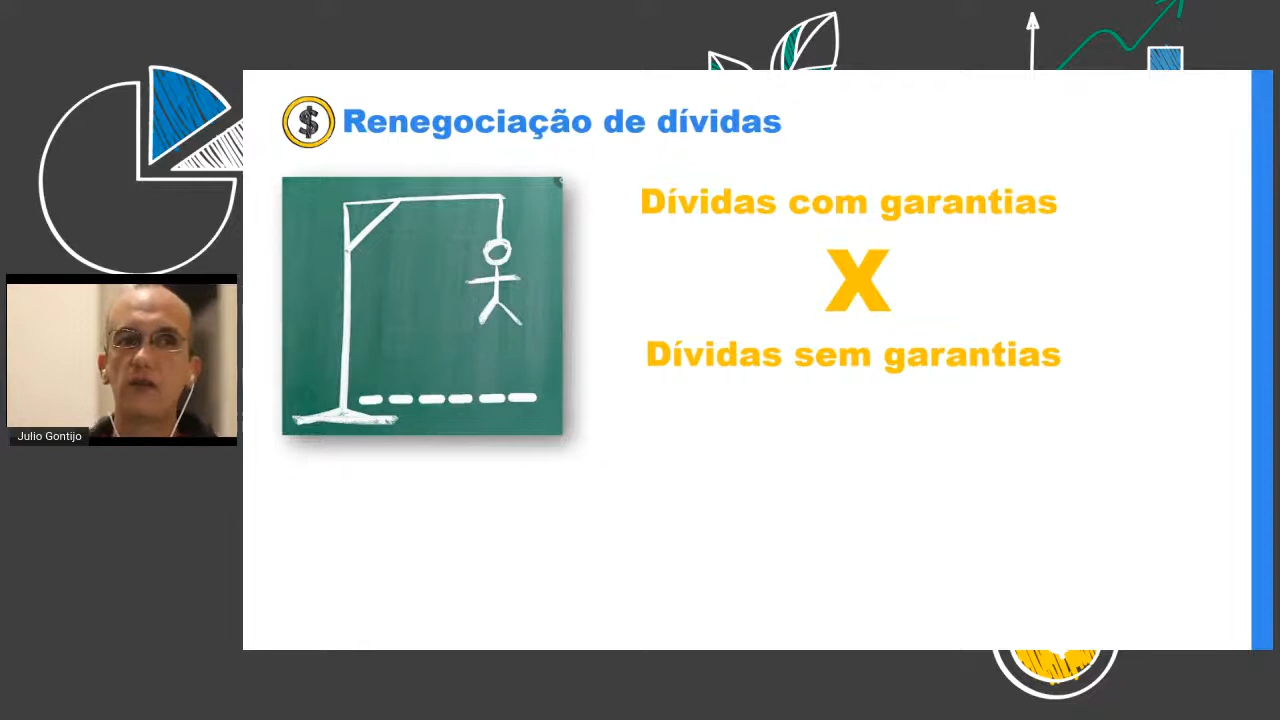 Renegociação de dívidas
Dívidas com garantias
X
Dívidas sem garantias
Julio Gontijo